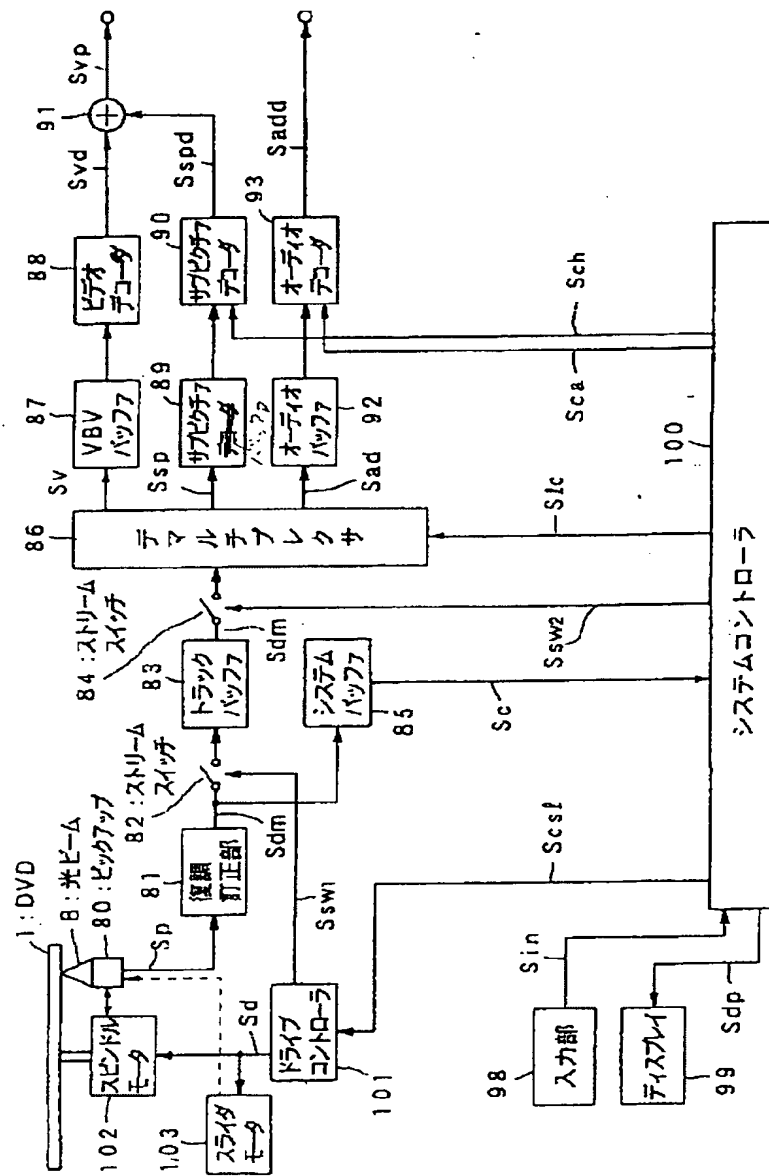 1:DVD
8:光ビーム
80:ピックアップ
102
スピンドル
モータ
Sp
81
復調
訂正部
Sdm
82:ストリーム
スイッチ
83
トラック
バッファ
Sdm
84:ストリーム
スイッチ
86
デマルチプレクサ
Sv
87
VBV
バッファ
88
ビデオ
デコーダ
Svd
91
Svp
Ssp
89
サブピクチャ
バッファ
90
サブピクチャ
デコーダ
Sspd
Sad
92
オーディオ
バッファ
93
オーディオ
デコーダ
Sadd
103
スライダ
モータ
Sd
ドライブ
コントローラ
101
Ssw1
システム
バッファ
85
Sc
Ssw2
Slc
Sca
Sch
Scsl
入力部
98
Sin
ディスプレイ
99
Sdp
100
システムコントローラ